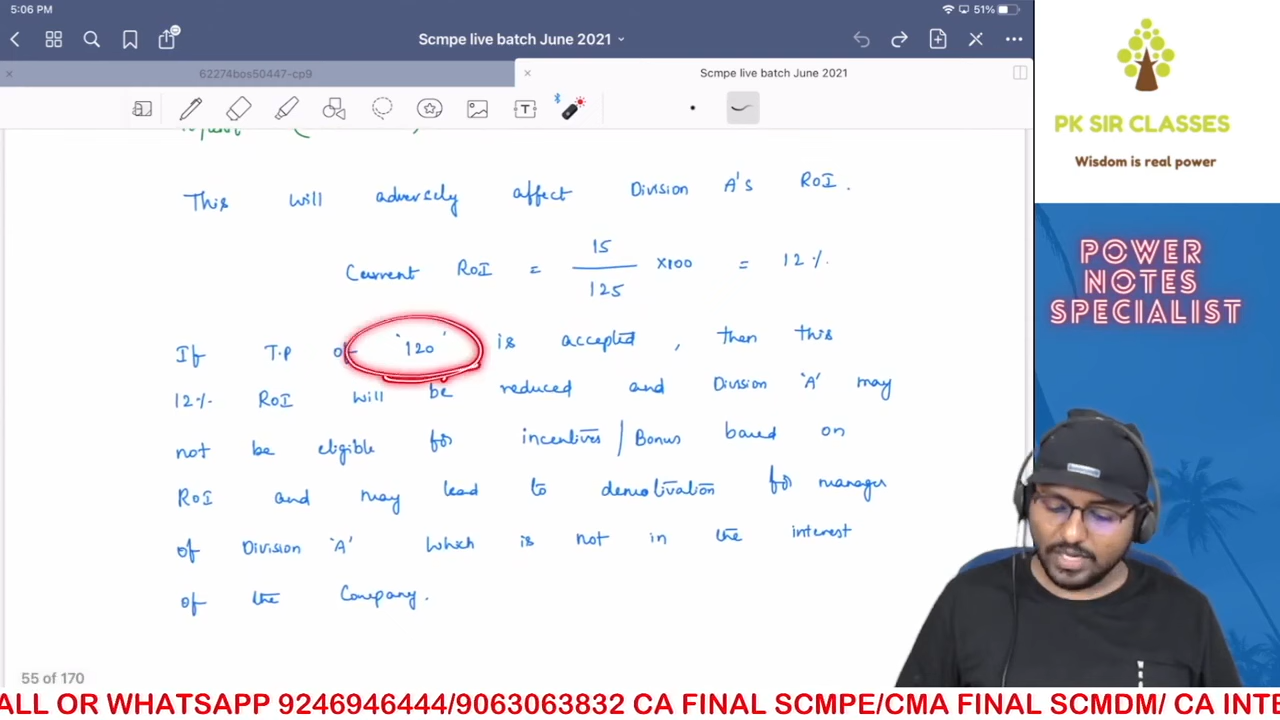 5:06 PM
51%
Scmpe live batch June 2021
62274bos50447-cp9
Scmpe live batch June 2021
This will adversely affect Division A's RoI.
Current RoI = 15/125 ×100 = 12%
If T.P of '120' is accepted, then this
12% RoI will be reduced and Division 'A' may
not be eligible for incentives/Bonus based on
RoI and may lead to demotivation for manager
of Division 'A' which is not in the interest
of the Company.
55 of 170
PK SIR CLASSES
Wisdom is real power
POWER
NOTES
SPECIALIST
ALL OR WHATSAPP 9246946444/9063063832 CA FINAL SCMPE/CMA FINAL SCMDM/ CA INTE